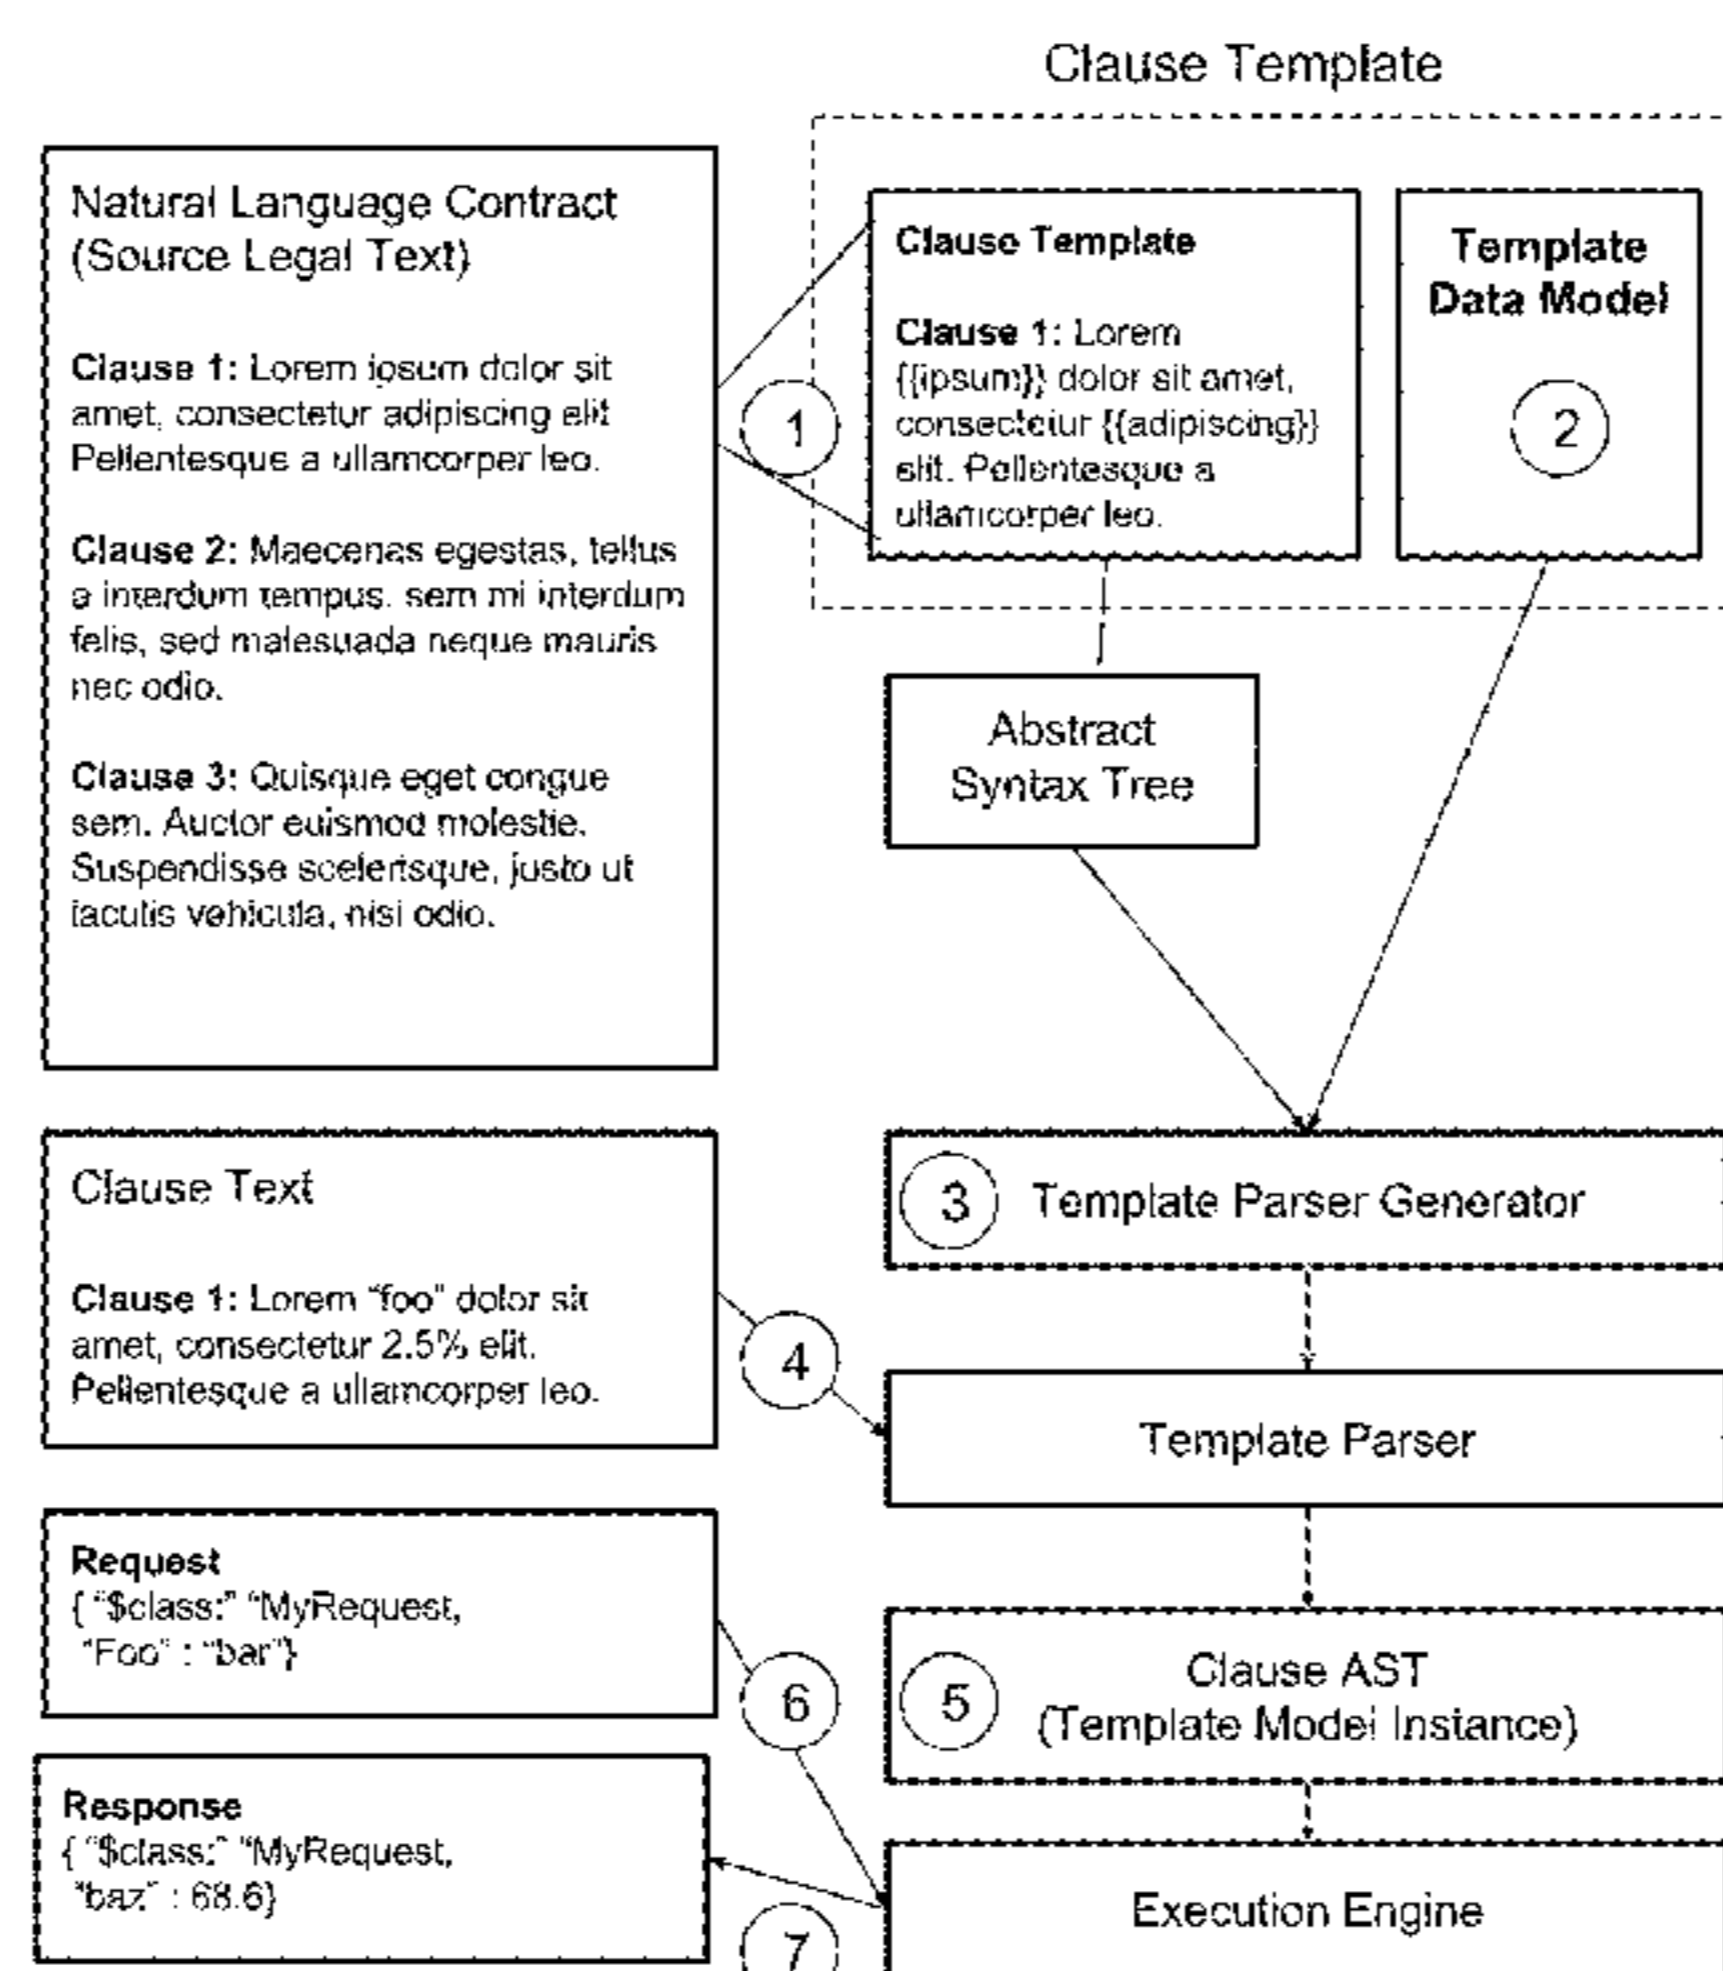 Clause Template
Natural Language Contract
(Source Legal Text)
Clause 1: Lorem ipsum dolor sit
amet, consectetur adipiscing elit
Pellentesque a ullamcorper leo.
Clause 2: Maecenas egestas, tellus
a interdum tempus. sem mi interdum
felis, sed malesuada neque mauris
nec odio.
Clause 3: Quisque eget congue
sem. Auctor euismod molestie.
Suspendisse scelerisque, justo ut
iaculis vehicula, nisi odio.
1
Clause Template
Clause 1: Lorem
{{ipsum}} dolor sit amet,
consectetur {{adipiscing}}
elit. Pellentesque a
ullamcorper leo.
Template
Data Model
2
Abstract
Syntax Tree
3 Template Parser Generator
Clause Text
Clause 1: Lorem "foo" dolor sit
amet, consectetur 2.5% elit.
Pellentesque a ullamcorper leo.
4
Template Parser
Request
{ "$class:" "MyRequest,
"Foo" : "bar"}
6
5
Clause AST
(Template Model Instance)
Response
{ "$class:" "MyRequest,
"baz" : 68.6}
7
Execution Engine